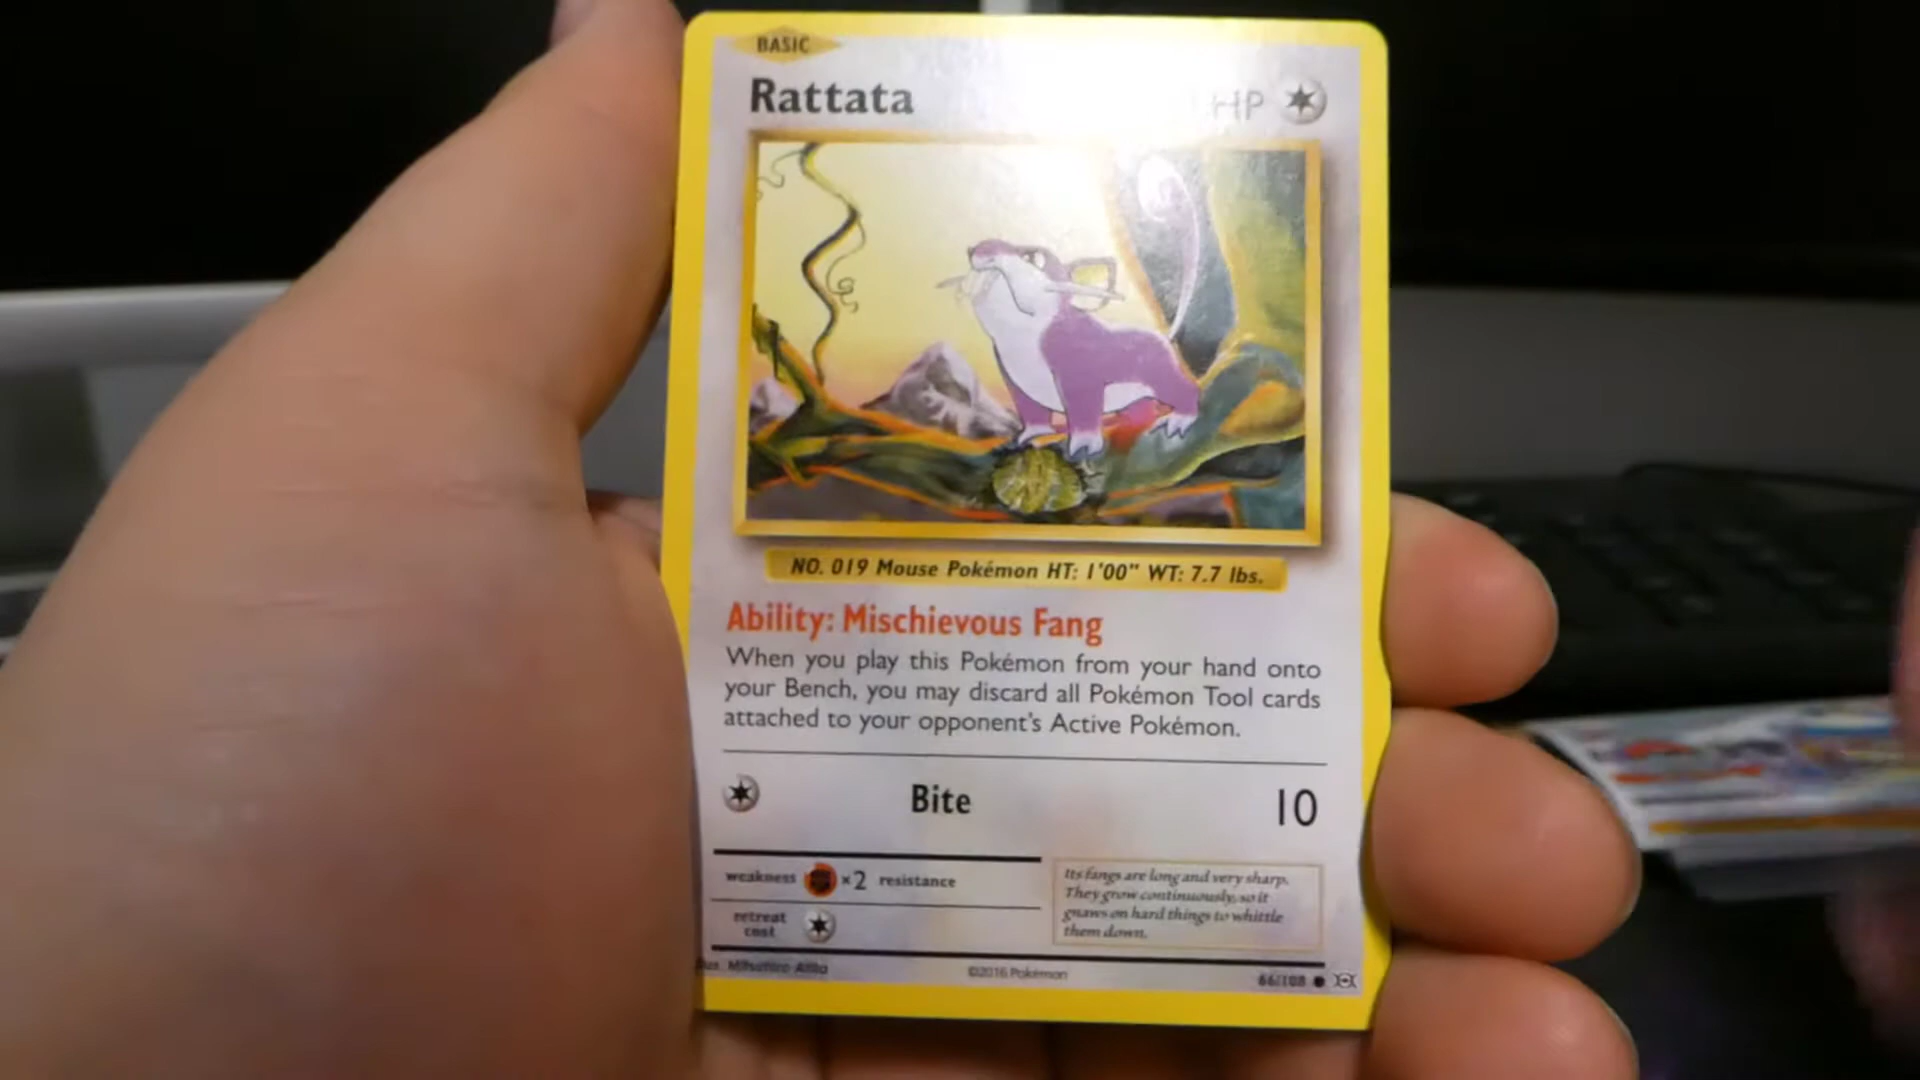 BASIC
Rattata HP
NO. 019 Mouse Pokémon HT: 1'00" WT: 7.7 lbs.
Ability: Mischievous Fang
When you play this Pokémon from your hand onto
your Bench, you may discard all Pokémon Tool cards
attached to your opponent's Active Pokémon.
Bite 10
weakness ×2 resistance
retreat
cost
Its fangs are long and very sharp.
They grow continuously, so it
gnaws on hard things to whittle
them down.
©2016 Pokémon
66/108